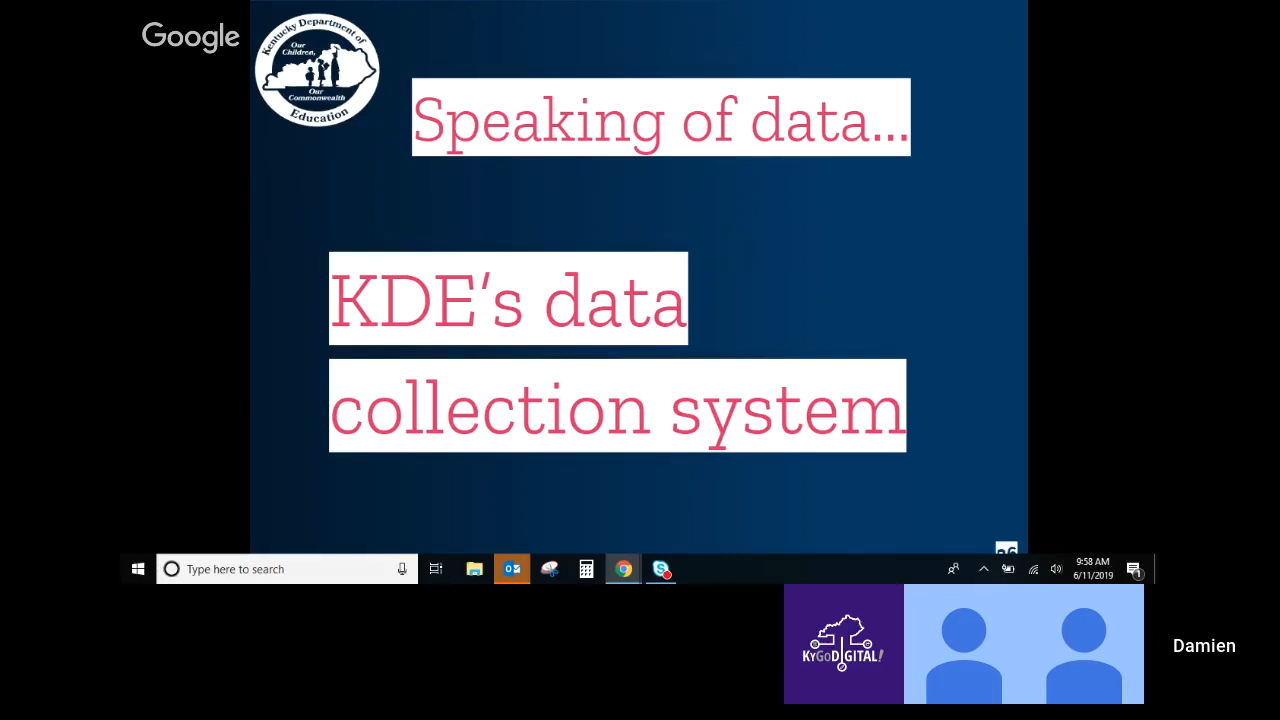 Google
Kentucky Department of
Our
Children,
Our
Commonwealth
Education
Speaking of data...
KDE's data
collection system
Type here to search
9:58 AM
6/11/2019
1
KyGoDIGITAL!
Damien